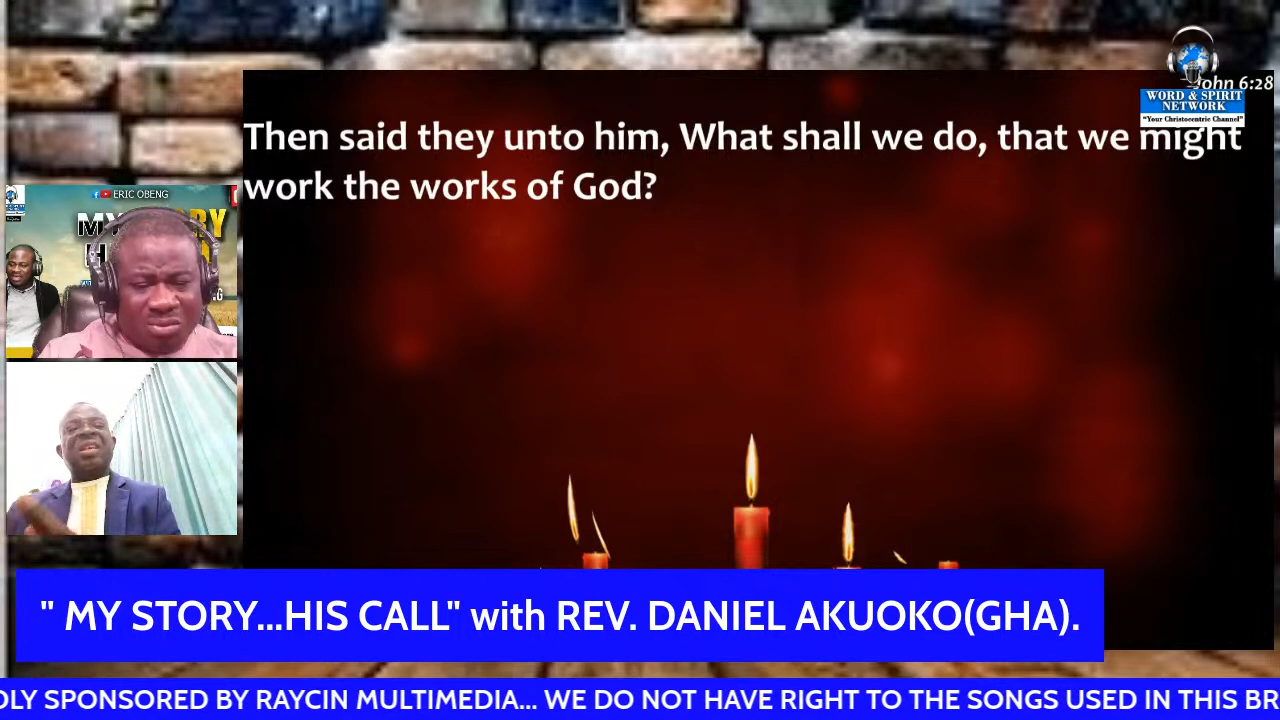 John 6:28
WORD & SPIRIT
NETWORK
"Your Christocentric Channel"
Then said they unto him, What shall we do, that we might
work the works of God?
ERIC OBENG
" MY STORY...HIS CALL" with REV. DANIEL AKUOKO(GHA).
DLY SPONSORED BY RAYCIN MULTIMEDIA... WE DO NOT HAVE RIGHT TO THE SONGS USED IN THIS BR